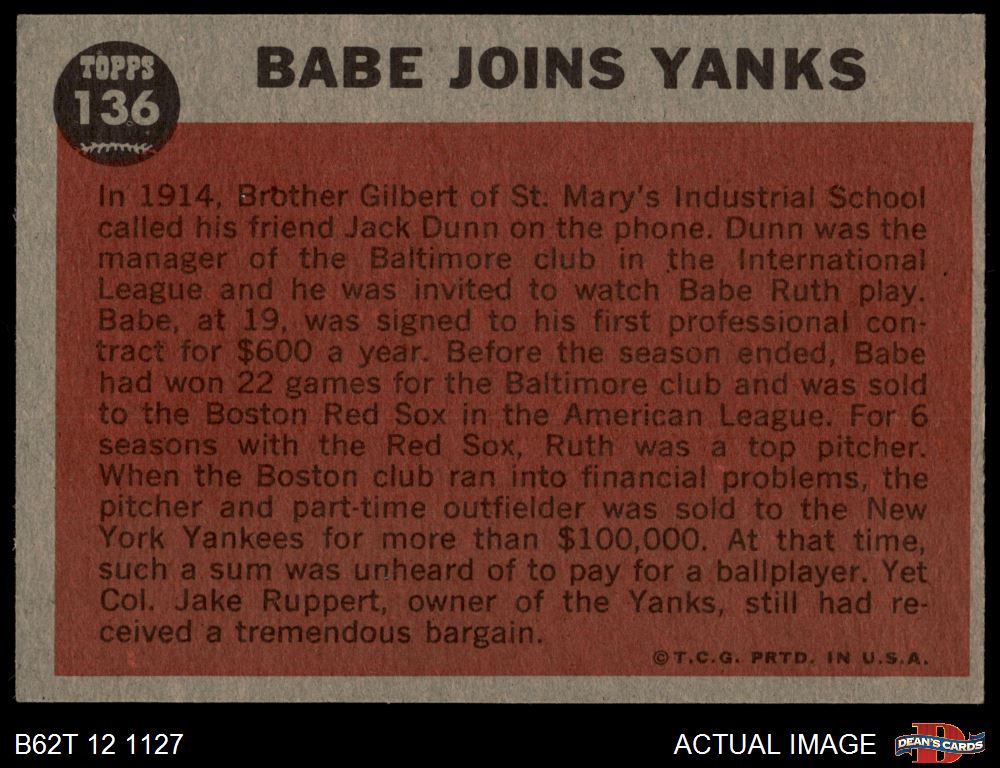 TOPPS
136
BABE JOINS YANKS
In 1914, Brother Gilbert of St. Mary's Industrial School
called his friend Jack Dunn on the phone. Dunn was the
manager of the Baltimore club in the International
League and he was invited to watch Babe Ruth play.
Babe, at 19, was signed to his first professional con-
tract for $600 a year. Before the season ended, Babe
had won 22 games for the Baltimore club and was sold
to the Boston Red Sox in the American League. For 6
seasons with the Red Sox, Ruth was a top pitcher.
When the Boston club ran into financial problems, the
pitcher and part-time outfielder was sold to the New
York Yankees for more than $100,000. At that time,
such a sum was unheard of to pay for a ballplayer. Yet
Col. Jake Ruppert, owner of the Yanks, still had re-
ceived a tremendous bargain.
© T.C.G. PRTD. IN U.S.A.
B62T 12 1127
ACTUAL IMAGE
D
DEAN'S CARDS